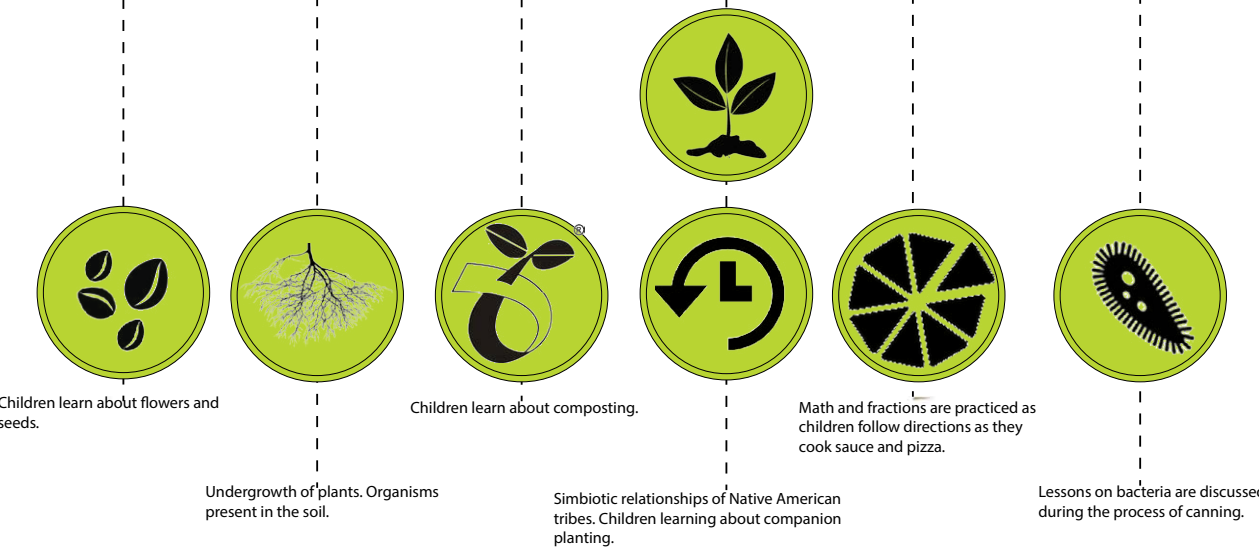 ®
Children learn about flowers and
seeds.
Undergrowth of plants. Organisms
present in the soil.
Children learn about composting.
Simbiotic relationships of Native American
tribes. Children learning about companion
planting.
Math and fractions are practiced as
children follow directions as they
cook sauce and pizza.
Lessons on bacteria are discussed
during the process of canning.